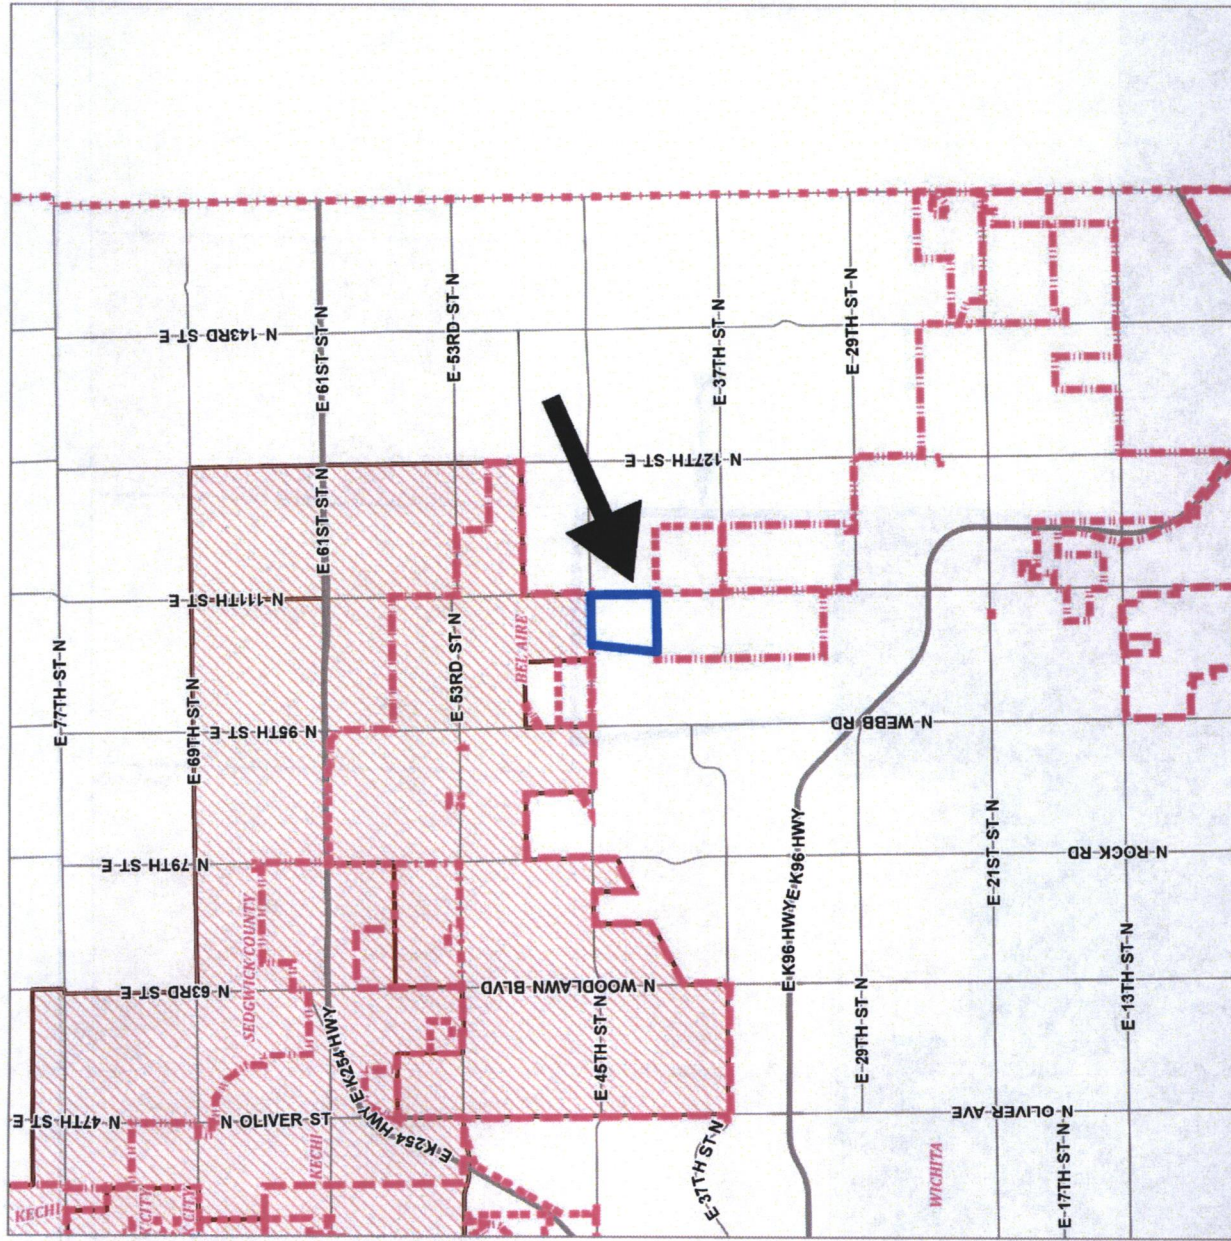 N 143RD ST E
E 61ST ST N
E 53RD ST N
E 37TH ST N
E 29TH ST N
N 127TH ST E
E 61ST ST N
N 111TH ST E
E 77TH ST N
E 69TH ST N
E 53RD ST N
BEL AIRE
N 95TH ST E
N WEBB RD
N 79TH ST E
E K96 HWY
E K96 HWY
E 21ST ST N
N ROCK RD
SEDGWICK COUNTY
N 63RD ST E
N WOODLAWN BLVD
E 45TH ST N
E 29TH ST N
E 13TH ST N
N 47TH ST E
N OLIVER ST
E K254 HWY
E K254 HWY
N OLIVER AVE
KECHI
E 37TH ST N
WICHITA
E 17TH ST N
KECHI
CITY
CITY